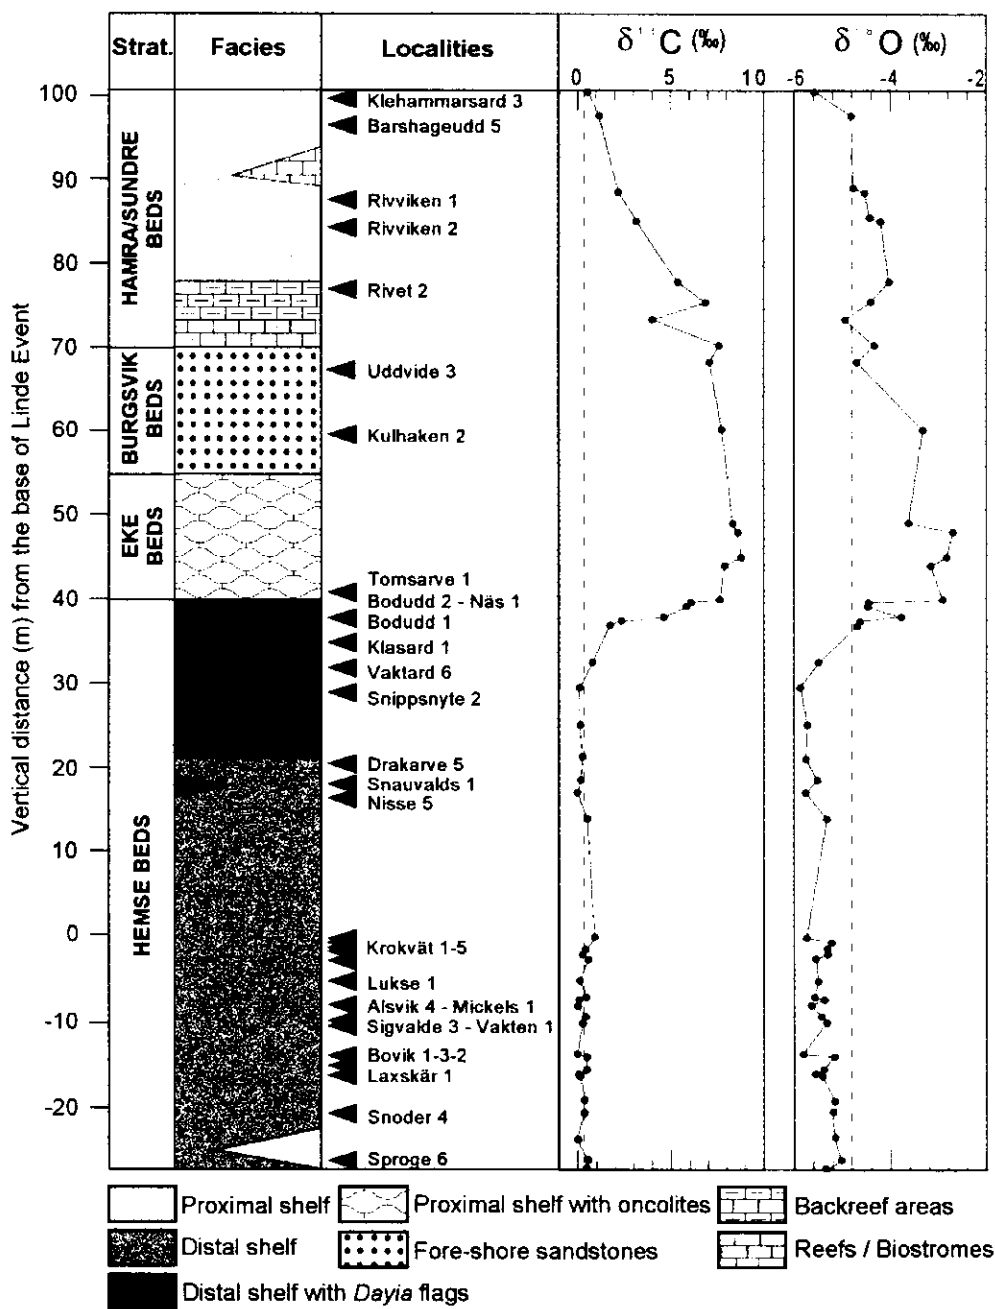 Strat.
Facies
Localities
δ¹³C (‰)
δ¹⁸O (‰)
0 5 10
-6 -4 -2
Vertical distance (m) from the base of Linde Event
100
90
80
70
60
50
40
30
20
10
0
-10
-20
HAMRA/SUNDRE
BEDS
BURGSVIK
BEDS
EKE
BEDS
HEMSE BEDS
Klehammarsard 3
Barshageudd 5
Rivviken 1
Rivviken 2
Rivet 2
Uddvide 3
Kulhaken 2
Tomsarve 1
Bodudd 2 - Näs 1
Bodudd 1
Klasard 1
Vaktard 6
Snippsnyte 2
Drakarve 5
Snauvalds 1
Nisse 5
Krokvät 1-5
Lukse 1
Alsvik 4 - Mickels 1
Sigvalde 3 - Vakten 1
Bovik 1-3-2
Laxskär 1
Snoder 4
Sproge 6
Proximal shelf
Proximal shelf with oncolites
Backreef areas
Distal shelf
Fore-shore sandstones
Reefs / Biostromes
Distal shelf with Dayia flags